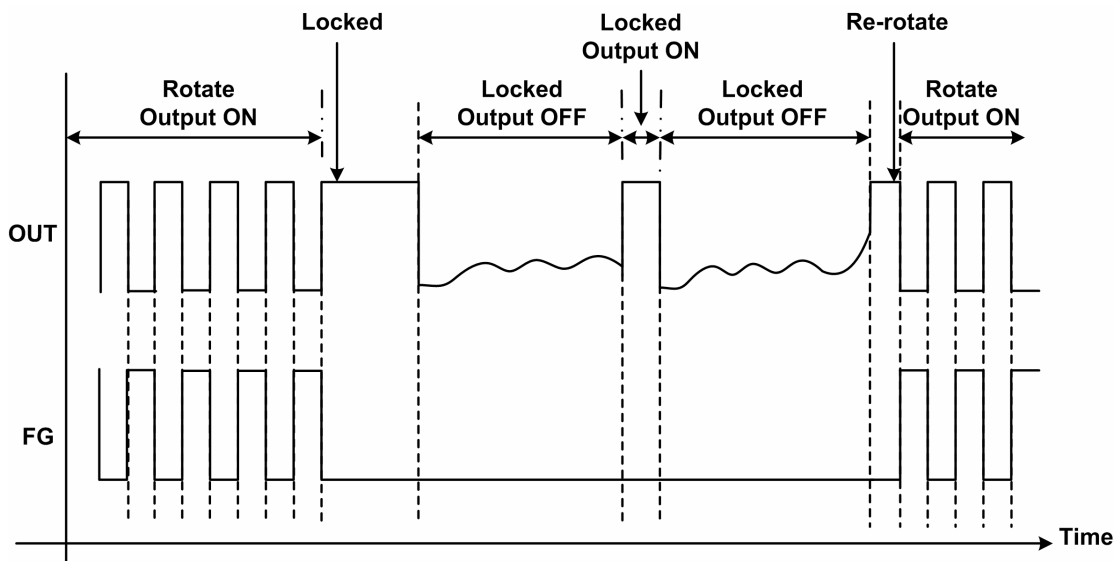 Locked
Locked
Output ON
Re-rotate
Rotate
Output ON
Locked
Output OFF
Locked
Output OFF
Rotate
Output ON
OUT
FG
Time